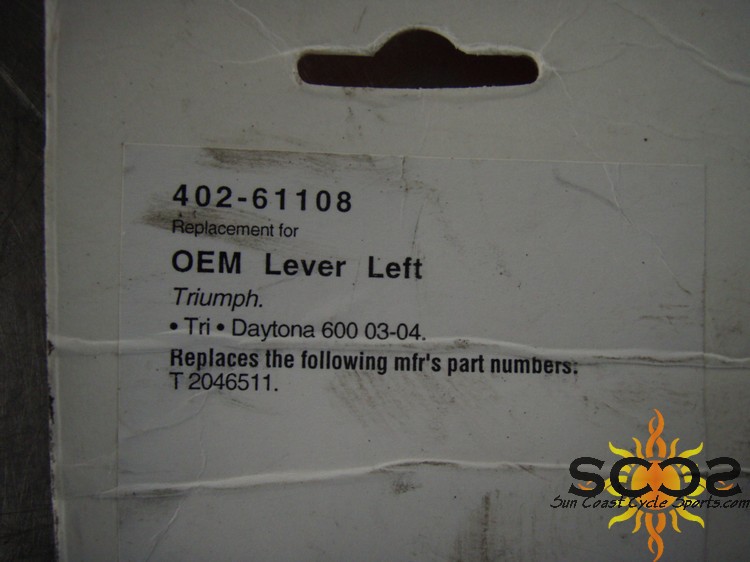 402-61108
Replacement for
OEM Lever Left
Triumph.
• Tri • Daytona 600 03-04.
Replaces the following mfr's part numbers:
T 2046511.
SCCS
Sun Coast Cycle Sports.com